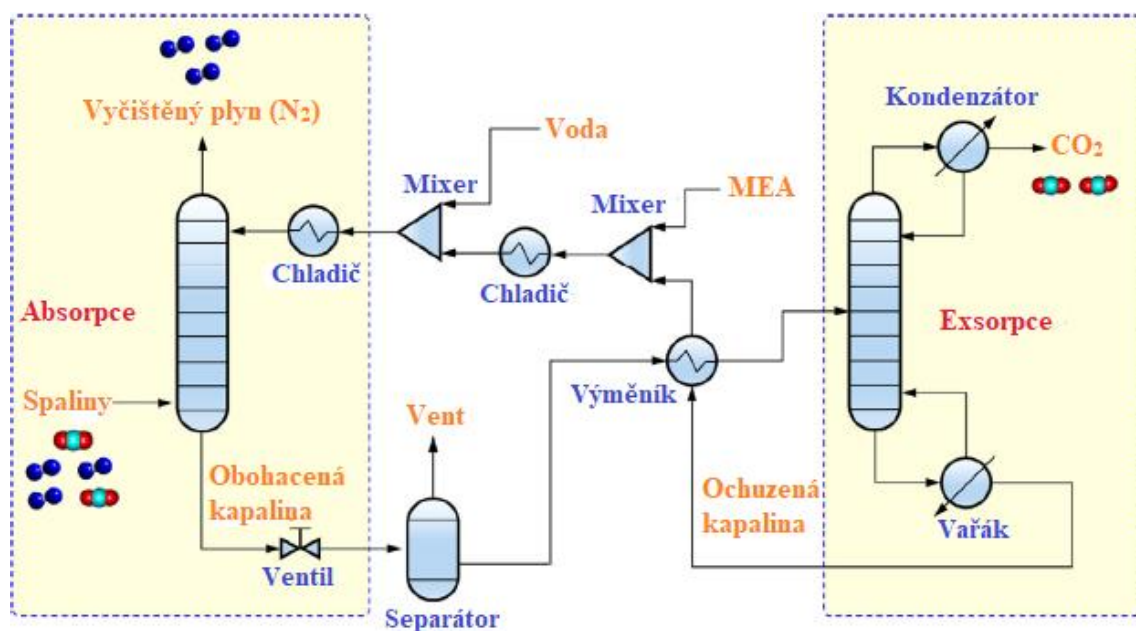 Vyčištěný plyn (N₂)
Voda
Mixer
Chladič
MEA
Mixer
Chladič
Kondenzátor
CO₂
Absorpce
Exsorpce
Spaliny
Výměník
Vent
Obohacená
kapalina
Ventil
Separátor
Ochuzená
kapalina
Vařák